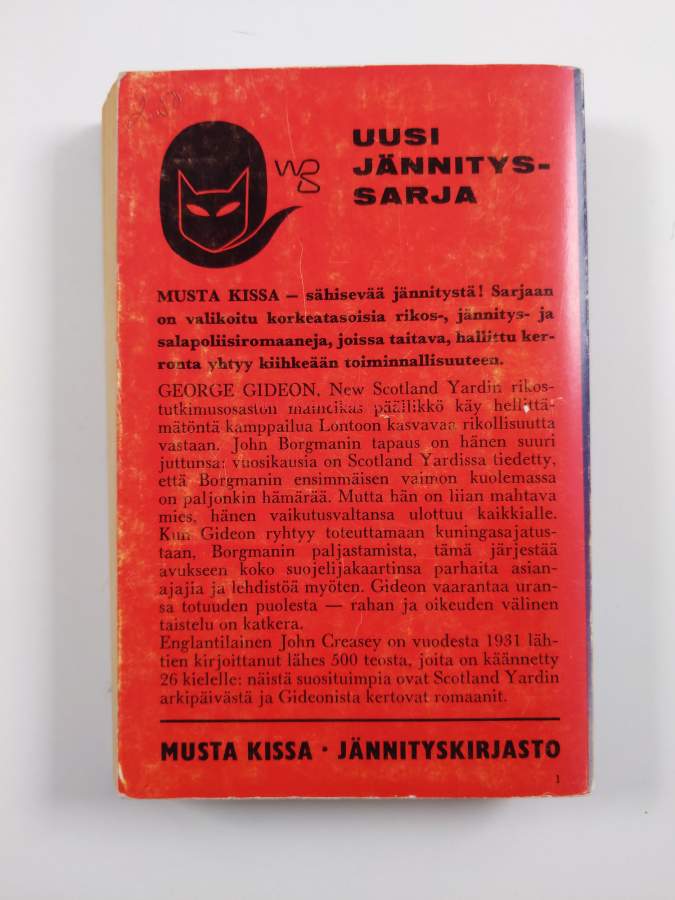 2.50
WS
UUSI
JÄNNITYS-
SARJA
MUSTA KISSA — sähisevää jännitystä! Sarjaan
on valikoitu korkeatasoisia rikos-, jännitys- ja
salapoliisiromaaneja, joissa taitava, hallittu ker-
ronta yhtyy kiihkeään toiminnallisuuteen.
GEORGE GIDEON, New Scotland Yardin rikos-
tutkimusosaston maineikas päällikkö käy hellittä-
mätöntä kamppailua Lontoon kasvavaa rikollisuutta
vastaan. John Borgmanin tapaus on hänen suuri
juttunsa: vuosikausia on Scotland Yardissa tiedetty,
että Borgmanin ensimmäisen vaimon kuolemassa
on paljonkin hämärää. Mutta hän on liian mahtava
mies, hänen vaikutusvaltansa ulottuu kaikkialle.
Kun Gideon ryhtyy toteuttamaan kuningasajatus-
taan, Borgmanin paljastamista, tämä järjestää
avukseen koko suojelijakaartinsa parhaita asian-
ajajia ja lehdistöä myöten. Gideon vaarantaa uran-
sa totuuden puolesta — rahan ja oikeuden välinen
taistelu on katkera.
Englantilainen John Creasey on vuodesta 1931 läh-
tien kirjoittanut lähes 500 teosta, joita on käännetty
26 kielelle: näistä suosituimpia ovat Scotland Yardin
arkipäivästä ja Gideonista kertovat romaanit.
MUSTA KISSA · JÄNNITYSKIRJASTO
1